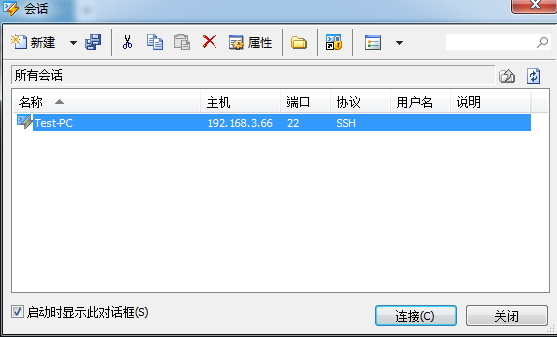 会话
新建 属性
所有会话
名称 主机 端口 协议 用户名 说明
Test-PC 192.168.3.66 22 SSH
启动时显示此对话框(S)
连接(C) 关闭